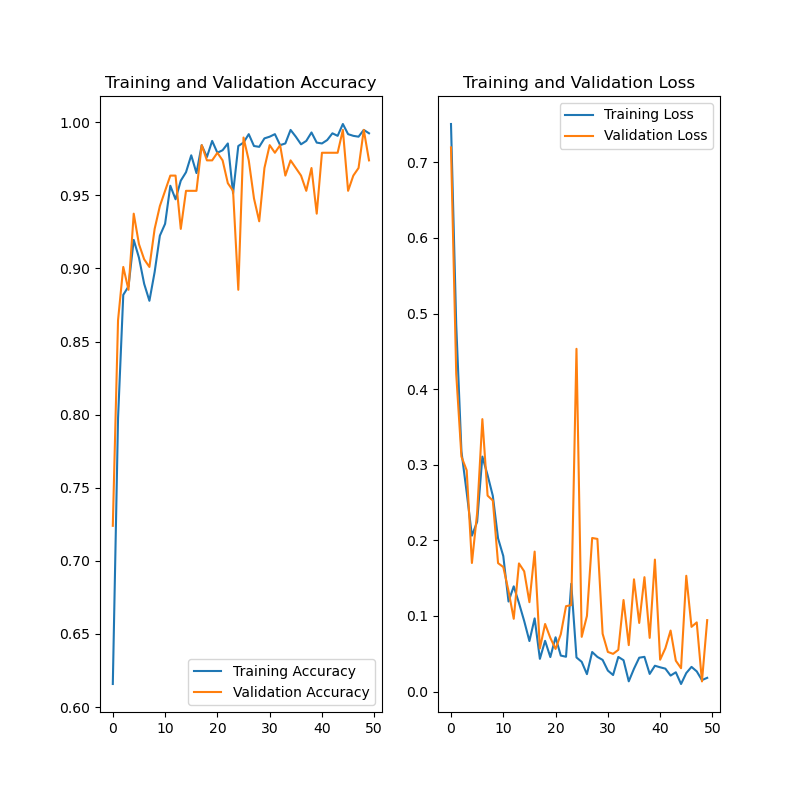 Training and Validation Accuracy
1.00
0.95
0.90
0.85
0.80
0.75
0.70
0.65
0.60
Training Accuracy
Validation Accuracy
0 10 20 30 40 50
Training and Validation Loss
Training Loss
Validation Loss
0.7
0.6
0.5
0.4
0.3
0.2
0.1
0.0
0 10 20 30 40 50